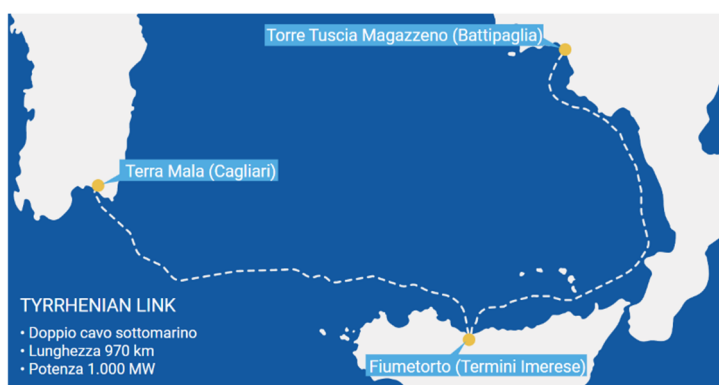 Torre Tuscia Magazzeno (Battipaglia)
Terra Mala (Cagliari)
TYRRHENIAN LINK
• Doppio cavo sottomarino
• Lunghezza 970 km
• Potenza 1.000 MW
Fiumetorto (Termini Imerese)